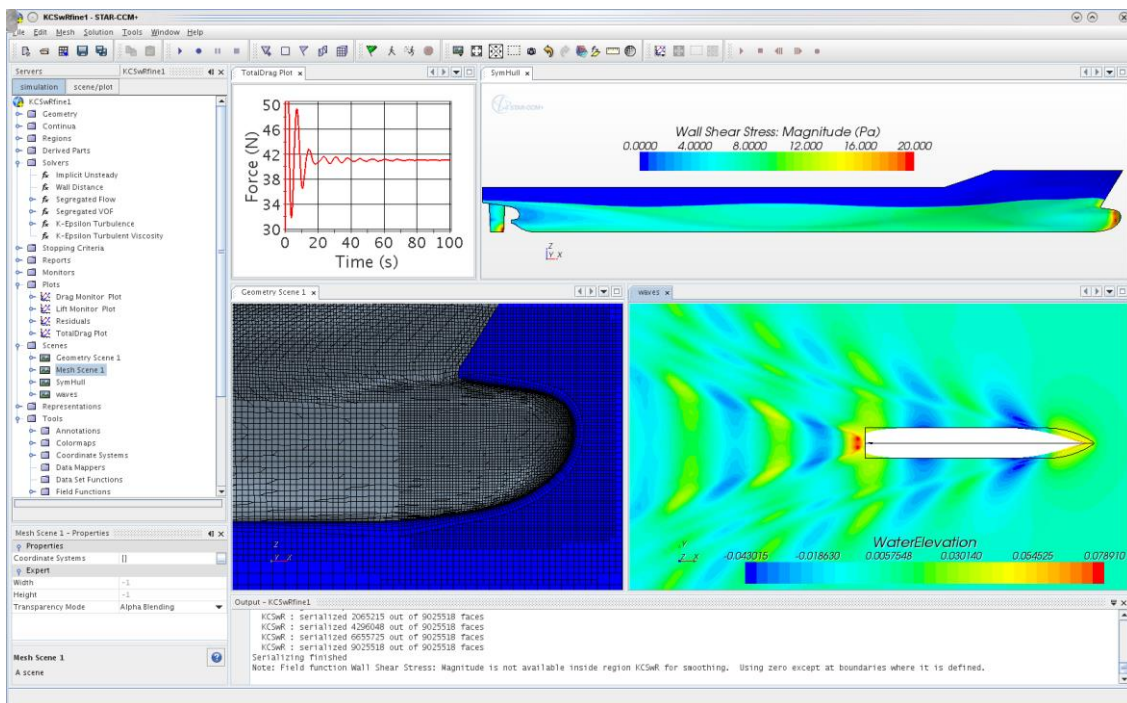 KCSwRfine1 - STAR-CCM+
File Edit Mesh Solution Tools Window Help
Servers KCSwRfine1
simulation scene/plot
KCSwRfine1
Geometry
Continua
Regions
Derived Parts
Solvers
Implicit Unsteady
Wall Distance
Segregated Flow
Segregated VOF
K-Epsilon Turbulence
K-Epsilon Turbulent Viscosity
Stopping Criteria
Reports
Monitors
Plots
Drag Monitor Plot
Lift Monitor Plot
Residuals
TotalDrag Plot
Scenes
Geometry Scene 1
Mesh Scene 1
SymHull
waves
Representations
Tools
Annotations
Colormaps
Coordinate Systems
Data Mappers
Data Set Functions
Field Functions
Mesh Scene 1 - Properties
Properties
Coordinate Systems []
Expert
Width -1
Height -1
Transparency Mode Alpha Blending
Mesh Scene 1
A scene
TotalDrag Plot
50
46
42
38
34
30
Force (N)
0 20 40 60 80 100
Time (s)
SymHull
STAR-CCM+
Wall Shear Stress: Magnitude (Pa)
0.0000 4.0000 8.0000 12.000 16.000 20.000
Z
Y X
Geometry Scene 1
Z
Y X
waves
Y
Z X
WaterElevation
-0.043015 -0.018630 0.0057548 0.030140 0.054525 0.078910
Output - KCSwRfine1
KCSwR : serialized 2065215 out of 9025518 faces
KCSwR : serialized 4296048 out of 9025518 faces
KCSwR : serialized 6655725 out of 9025518 faces
KCSwR : serialized 9025518 out of 9025518 faces
Serializing finished
Note: Field function Wall Shear Stress: Magnitude is not available inside region KCSwR for smoothing.  Using zero except at boundaries where it is defined.